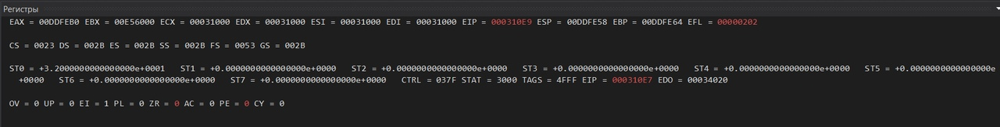 Регистры
EAX = 00DDFEB0 EBX = 00E56000 ECX = 00031000 EDX = 00031000 ESI = 00031000 EDI = 00031000 EIP = 000310E9 ESP = 00DDFE58 EBP = 00DDFE64 EFL = 00000202
CS = 0023 DS = 002B ES = 002B SS = 002B FS = 0053 GS = 002B
ST0 = +3.2000000000000000e+0001 ST1 = +0.0000000000000000e+0000 ST2 = +0.0000000000000000e+0000 ST3 = +0.0000000000000000e+0000 ST4 = +0.0000000000000000e+0000 ST5 = +0.0000000000000000e
+0000 ST6 = +0.0000000000000000e+0000 ST7 = +0.0000000000000000e+0000 CTRL = 037F STAT = 3000 TAGS = 4FFF EIP = 000310E7 EDO = 00034020
OV = 0 UP = 0 EI = 1 PL = 0 ZR = 0 AC = 0 PE = 0 CY = 0